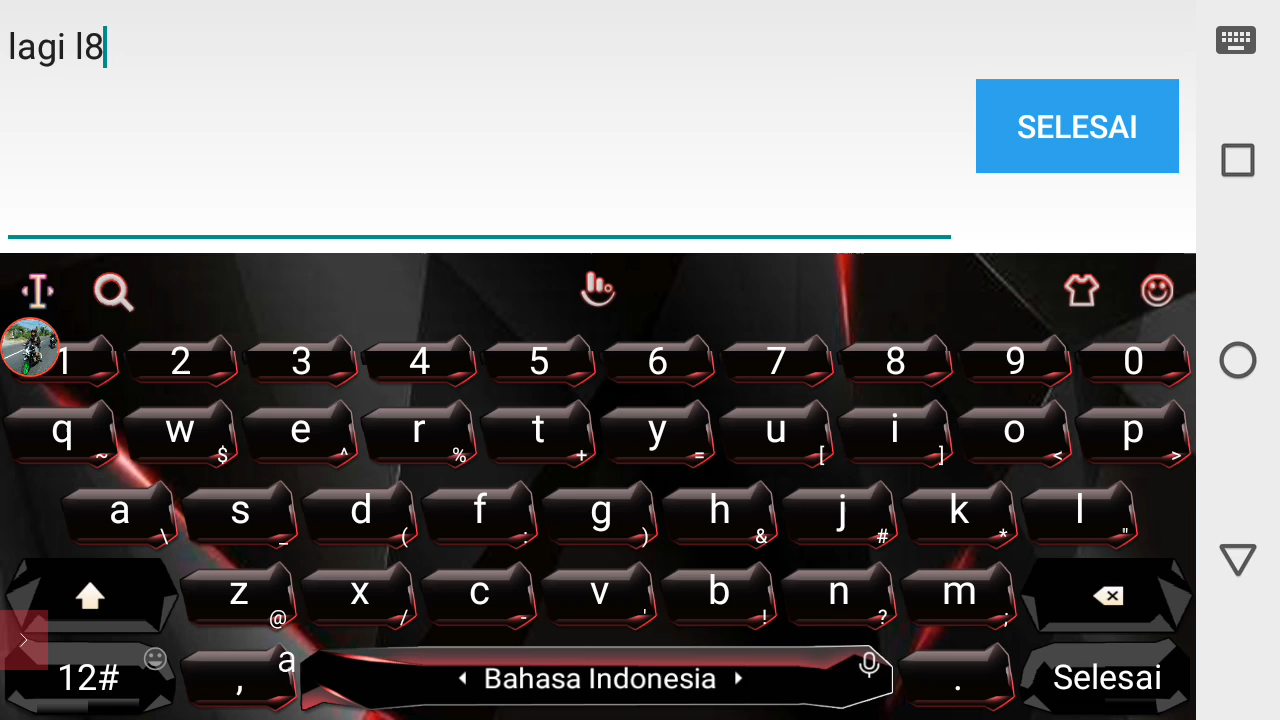 lagi l8
SELESAI
1 2 3 4 5 6 7 8 9 0
q ~ w $ e ^ r % t + y = u [ i ] o < p >
a \ s _ d ( f : g ) h & j # k * l "
z @ x / c - v ' b ! n ? m ;
12# , a Bahasa Indonesia . Selesai